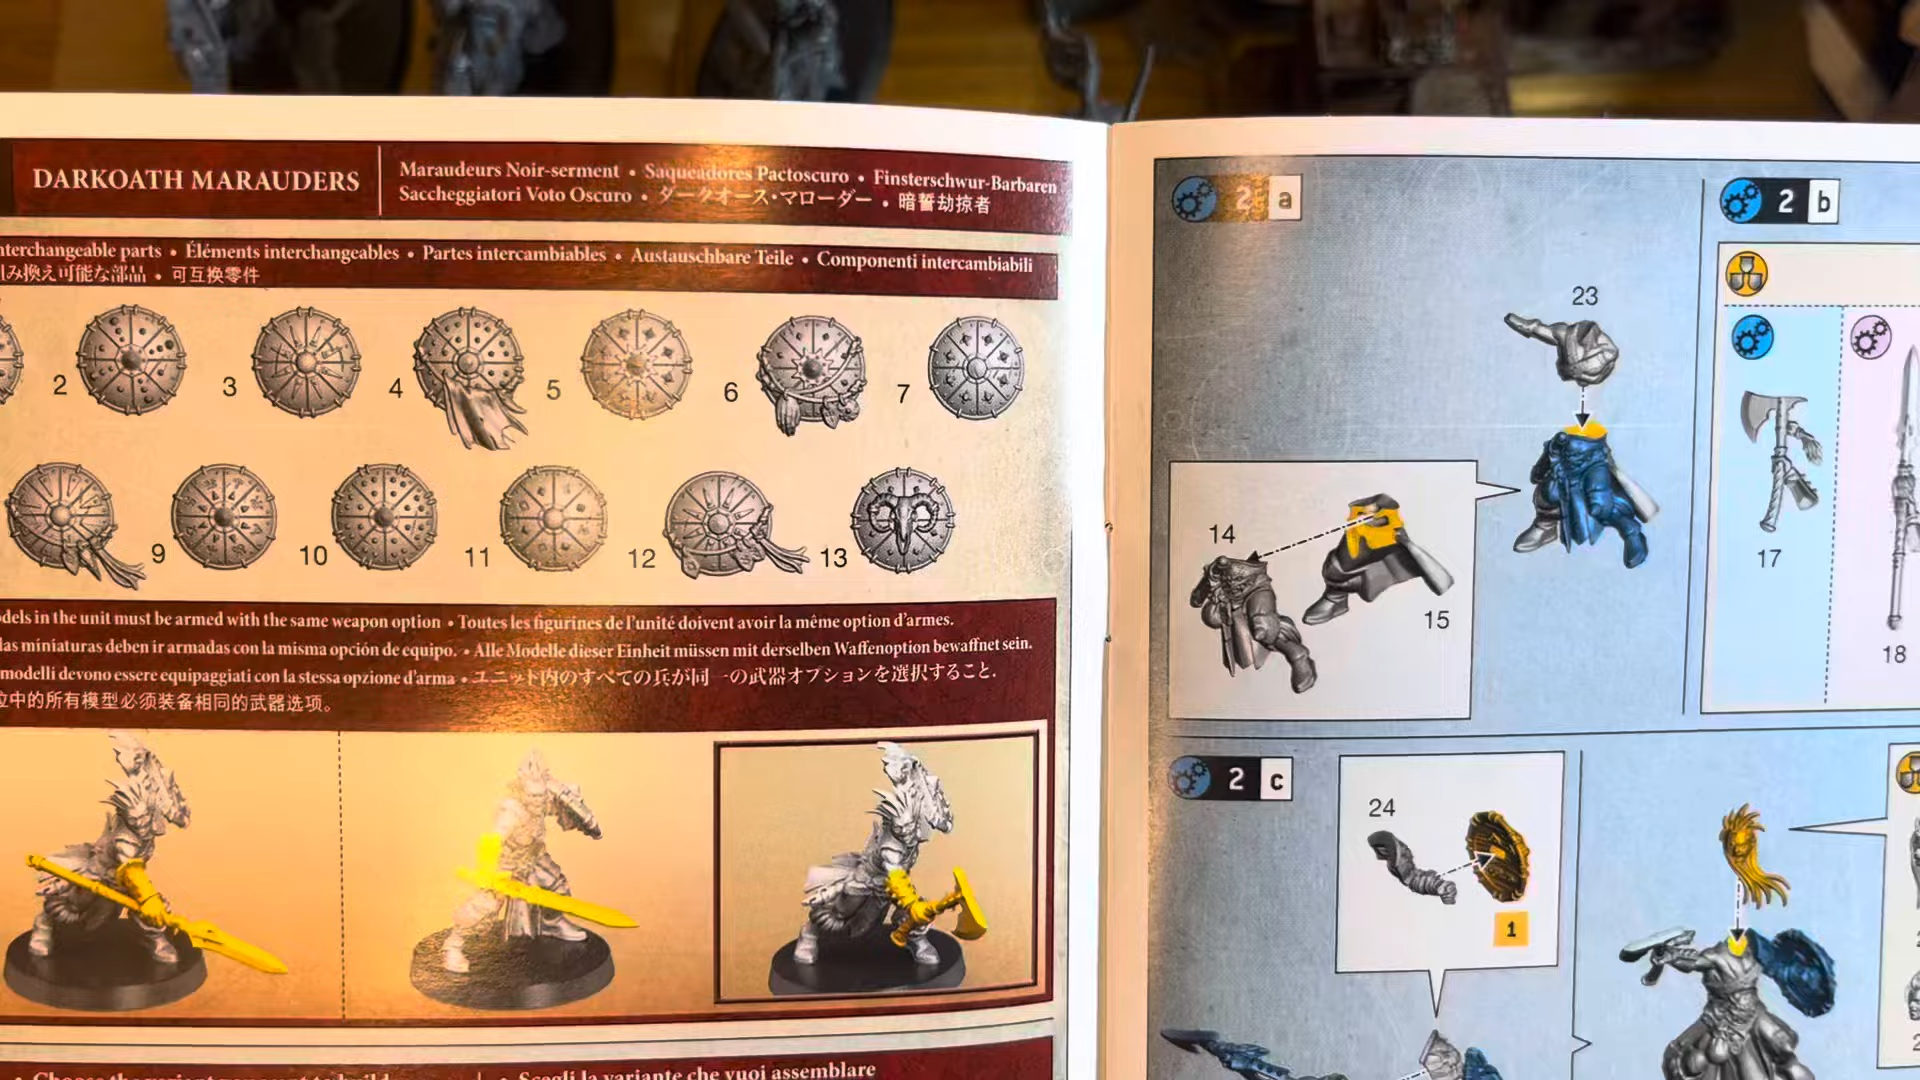 DARKOATH MARAUDERS
Maraudeurs Noir-serment • Saqueadores Pactoscuro • Finsterschwur-Barbaren
Saccheggiatori Voto Oscuro • ダークオース・マローダー • 暗誓劫掠者
nterchangeable parts • Éléments interchangeables • Partes intercambiables • Austauschbare Teile • Componenti intercambiabili
み換え可能な部品 • 可互换零件
2 3 4 5 6 7
9 10 11 12 13
dels in the unit must be armed with the same weapon option • Toutes les figurines de l'unité doivent avoir la même option d'armes.
las miniaturas deben ir armadas con la misma opción de equipo. • Alle Modelle dieser Einheit müssen mit derselben Waffenoption bewaffnet sein.
modelli devono essere equipaggiati con la stessa opzione d'arma • ユニット内のすべての兵が同一の武器オプションを選択すること.
位中的所有模型必须装备相同的武器选项。
• Scegli la variante che vuoi assemblare
2 a
23
14
15
2 b
17
18
2 c
24
1